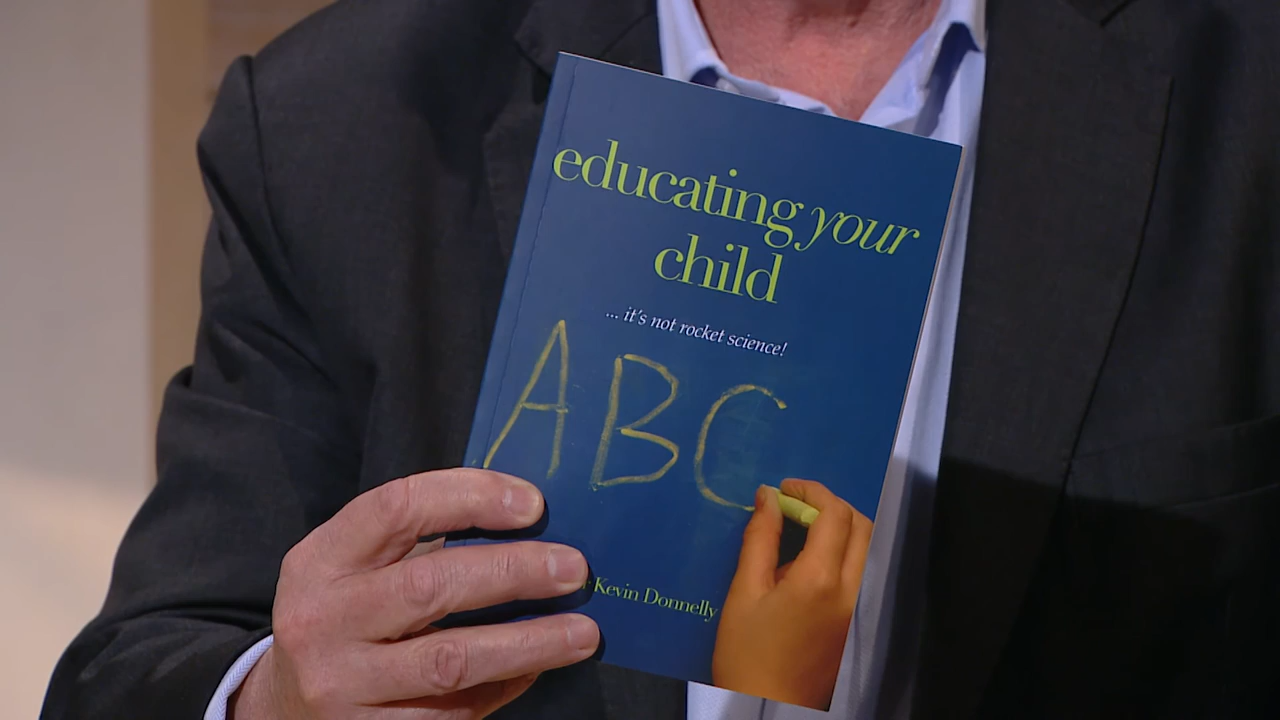 educating your
child
... it's not rocket science!
ABC
Kevin Donnelly